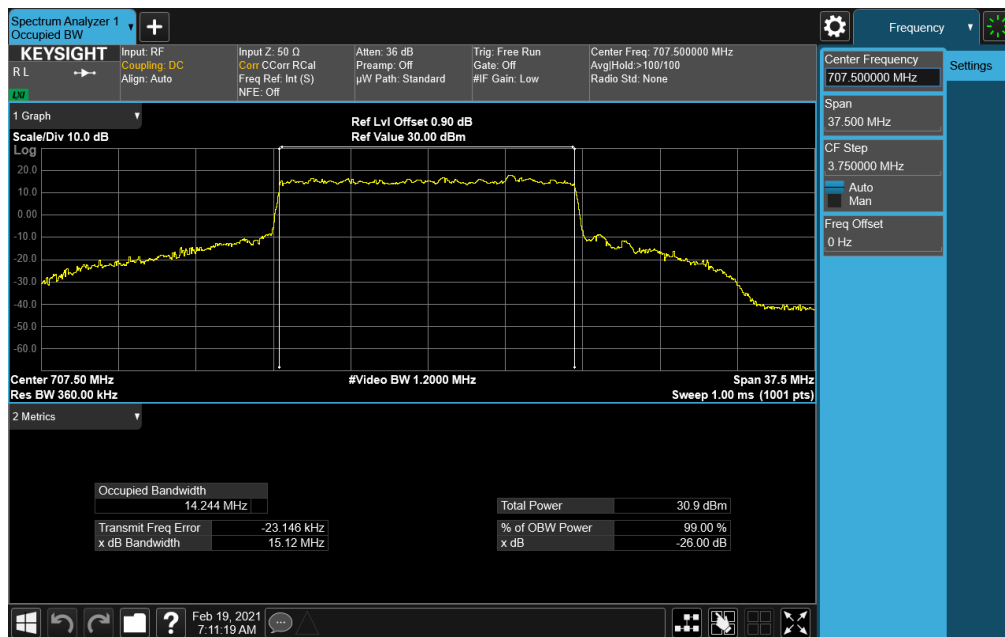 Spectrum Analyzer 1
Occupied BW
Frequency
KEYSIGHT
R L
LXI
Input: RF
Coupling: DC
Align: Auto
Input Z: 50 Ω
Corr CCorr RCal
Freq Ref: Int (S)
NFE: Off
Atten: 36 dB
Preamp: Off
µW Path: Standard
Trig: Free Run
Gate: Off
#IF Gain: Low
Center Freq: 707.500000 MHz
Avg|Hold:>100/100
Radio Std: None
Center Frequency
707.500000 MHz
Settings
Span
37.500 MHz
CF Step
3.750000 MHz
Auto
Man
Freq Offset
0 Hz
1 Graph
Scale/Div 10.0 dB
Ref Lvl Offset 0.90 dB
Ref Value 30.00 dBm
Log
20.0
10.0
0.00
-10.0
-20.0
-30.0
-40.0
-50.0
-60.0
Center 707.50 MHz
#Video BW 1.2000 MHz
Span 37.5 MHz
Res BW 360.00 kHz
Sweep 1.00 ms (1001 pts)
2 Metrics
Occupied Bandwidth
14.244 MHz
Total Power 30.9 dBm
Transmit Freq Error -23.146 kHz
% of OBW Power 99.00 %
x dB Bandwidth 15.12 MHz
x dB -26.00 dB
?
Feb 19, 2021
7:11:19 AM